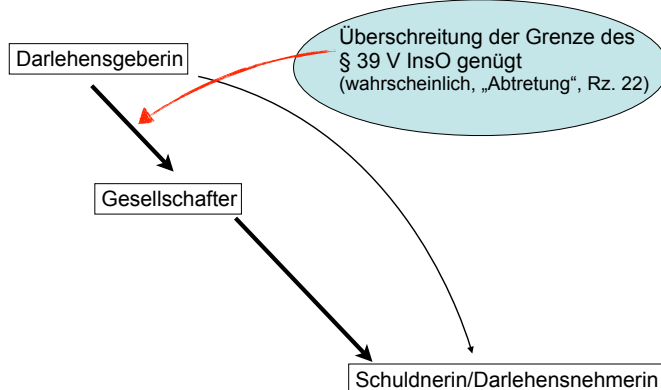 Überschreitung der Grenze des
§ 39 V InsO genügt
(wahrscheinlich, „Abtretung“, Rz. 22)
Darlehensgeberin
Gesellschafter
Schuldnerin/Darlehensnehmerin